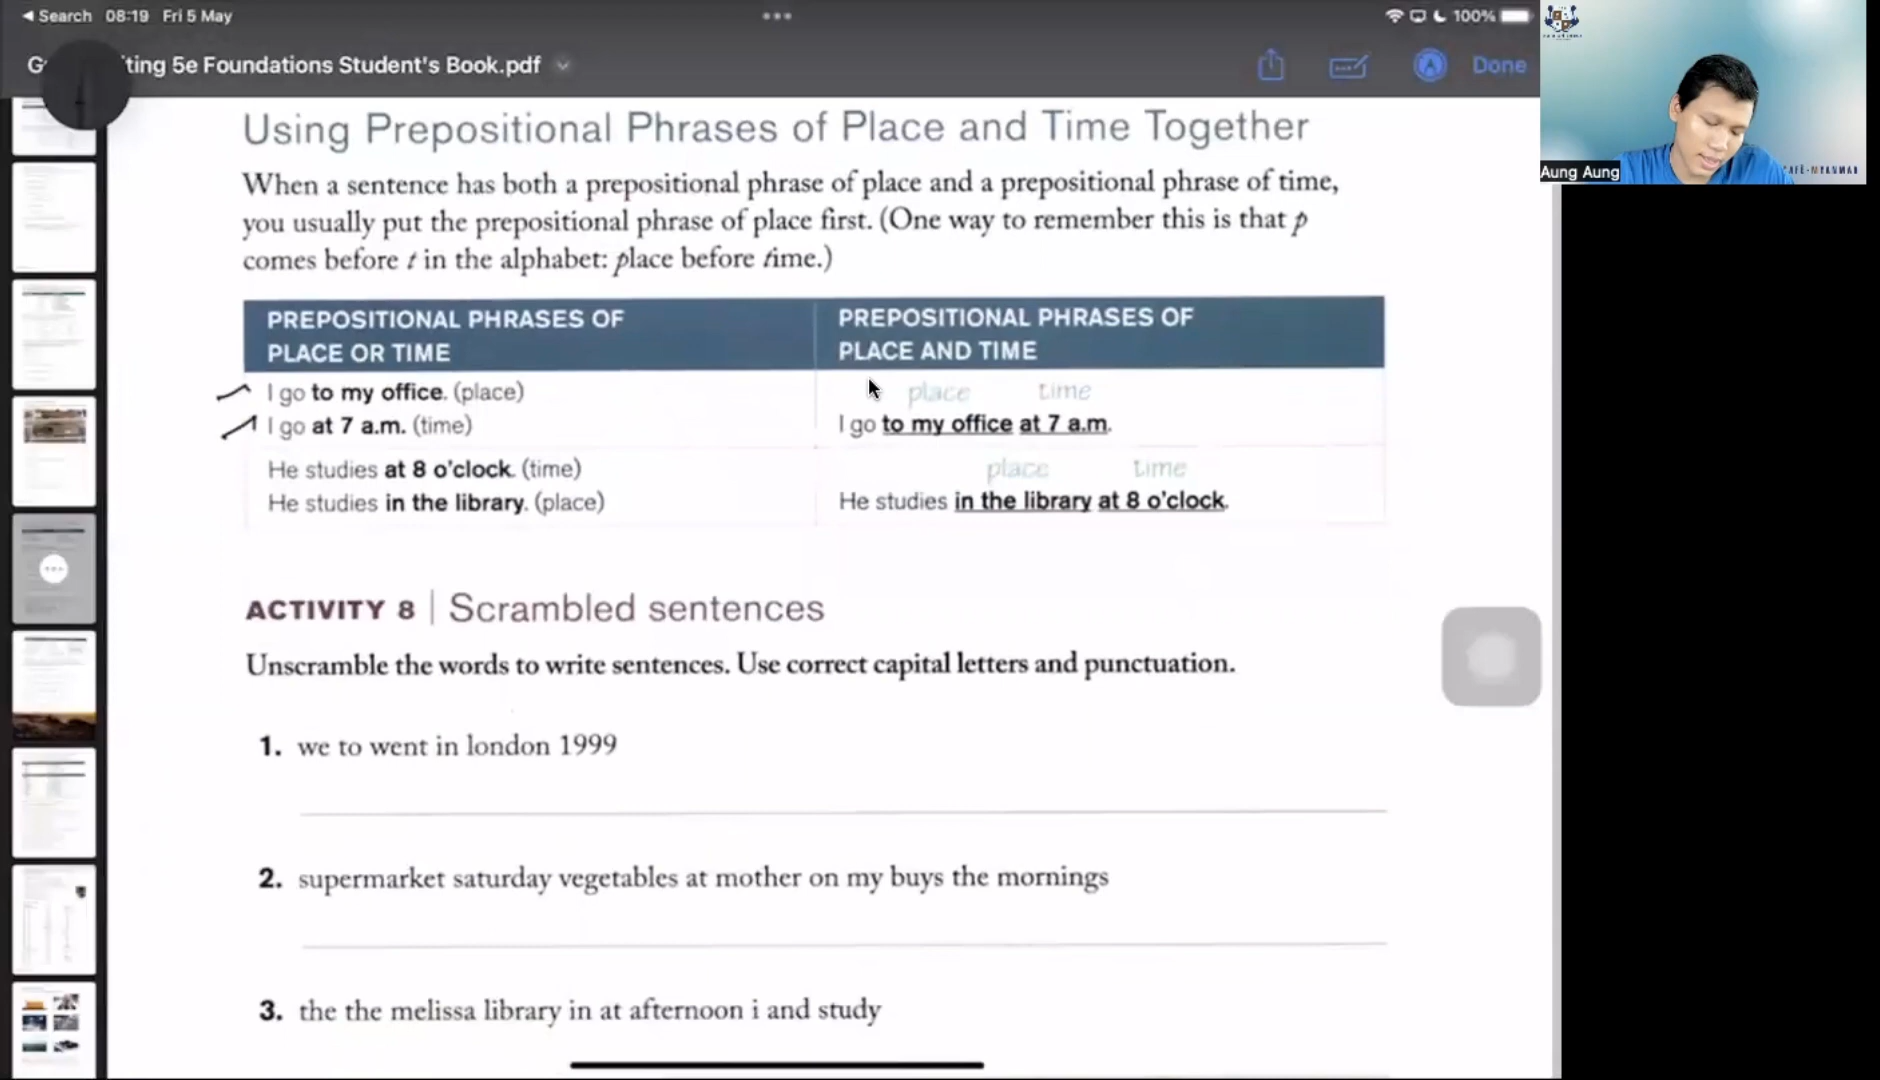 ◀ Search 08:19 Fri 5 May
100%
ting 5e Foundations Student's Book.pdf
Done
Aung Aung
Using Prepositional Phrases of Place and Time Together
When a sentence has both a prepositional phrase of place and a prepositional phrase of time,
you usually put the prepositional phrase of place first. (One way to remember this is that p
comes before t in the alphabet: place before time.)
PREPOSITIONAL PHRASES OF
PLACE OR TIME
PREPOSITIONAL PHRASES OF
PLACE AND TIME
I go to my office. (place)
I go at 7 a.m. (time)
place time
I go to my office at 7 a.m.
He studies at 8 o'clock. (time)
He studies in the library. (place)
place time
He studies in the library at 8 o'clock.
ACTIVITY 8 | Scrambled sentences
Unscramble the words to write sentences. Use correct capital letters and punctuation.
1. we to went in london 1999
2. supermarket saturday vegetables at mother on my buys the mornings
3. the the melissa library in at afternoon i and study